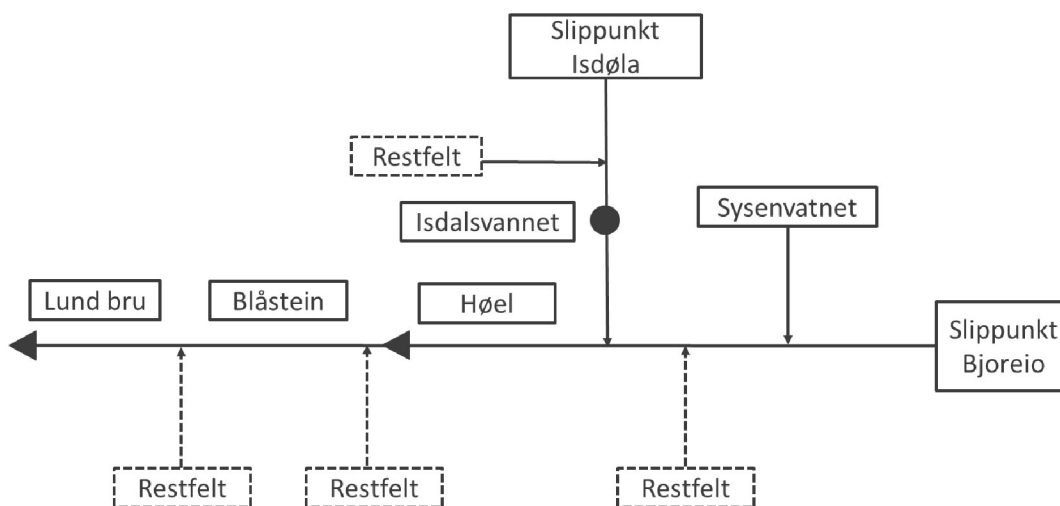 Slippunkt
Isdøla
Restfelt
Isdalsvannet
Sysenvatnet
Lund bru
Blåstein
Høel
Slippunkt
Bjoreio
Restfelt
Restfelt
Restfelt